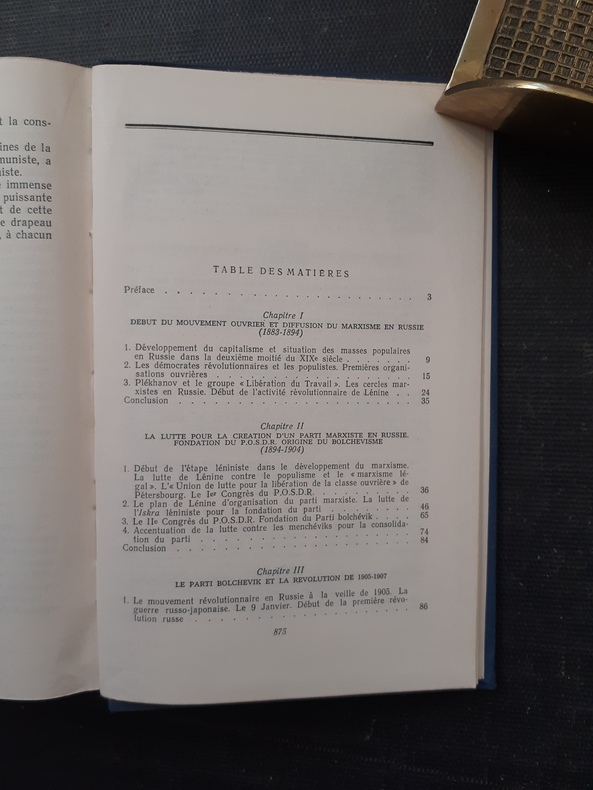 t la cons-
ines de la
nuniste, a
iste.
immense
puissante
t de cette
e drapeau
, à chacun
TABLE DES MATIÈRES
Préface . . . . . . . . . . . . . . . . . . . . 3
Chapitre I
DEBUT DU MOUVEMENT OUVRIER ET DIFFUSION DU MARXISME EN RUSSIE
(1883-1894)
1. Développement du capitalisme et situation des masses populaires
en Russie dans la deuxième moitié du XIXe siècle . . . . . . . 9
2. Les démocrates révolutionnaires et les populistes. Premières organi-
sations ouvrières . . . . . . . . . . . . . . . . . 15
3. Plékhanov et le groupe « Libération du Travail ». Les cercles mar-
xistes en Russie. Début de l'activité révolutionnaire de Lénine . . 24
Conclusion . . . . . . . . . . . . . . . . . . . 35
Chapitre II
LA LUTTE POUR LA CREATION D'UN PARTI MARXISTE EN RUSSIE.
FONDATION DU P.O.S.D.R. ORIGINE DU BOLCHEVISME
(1894-1904)
1. Début de l'étape léniniste dans le développement du marxisme.
La lutte de Lénine contre le populisme et le « marxisme lé-
gal ». L'« Union de lutte pour la libération de la classe ouvrière » de
Pétersbourg. Le Ier Congrès du P.O.S.D.R. . . . . . . . . . . 36
2. Le plan de Lénine d'organisation du parti marxiste. La lutte de
l'Iskra léniniste pour la fondation du parti . . . . . . . . . 46
3. Le IIe Congrès du P.O.S.D.R. Fondation du Parti bolchévik . . . . 65
4. Accentuation de la lutte contre les menchéviks pour la consolida-
tion du parti . . . . . . . . . . . . . . . . . . 74
Conclusion . . . . . . . . . . . . . . . . . . . 84
Chapitre III
LE PARTI BOLCHEVIK ET LA REVOLUTION DE 1905-1907
1. Le mouvement révolutionnaire en Russie à la veille de 1905. La
guerre russo-japonaise. Le 9 Janvier. Début de la première révo-
lution russe . . . . . . . . . . . . . . . . . . 86
875